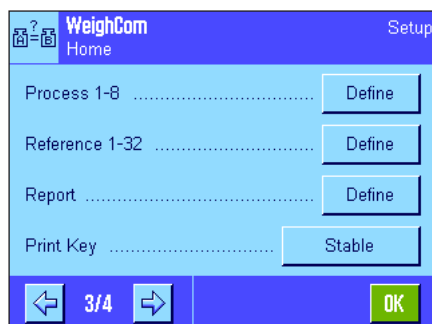 A?=B
WeighCom
Setup
Home
Process 1-8 ................................ Define
Reference 1-32 ............................ Define
Report ........................................ Define
Print Key ............................. Stable
3/4
OK